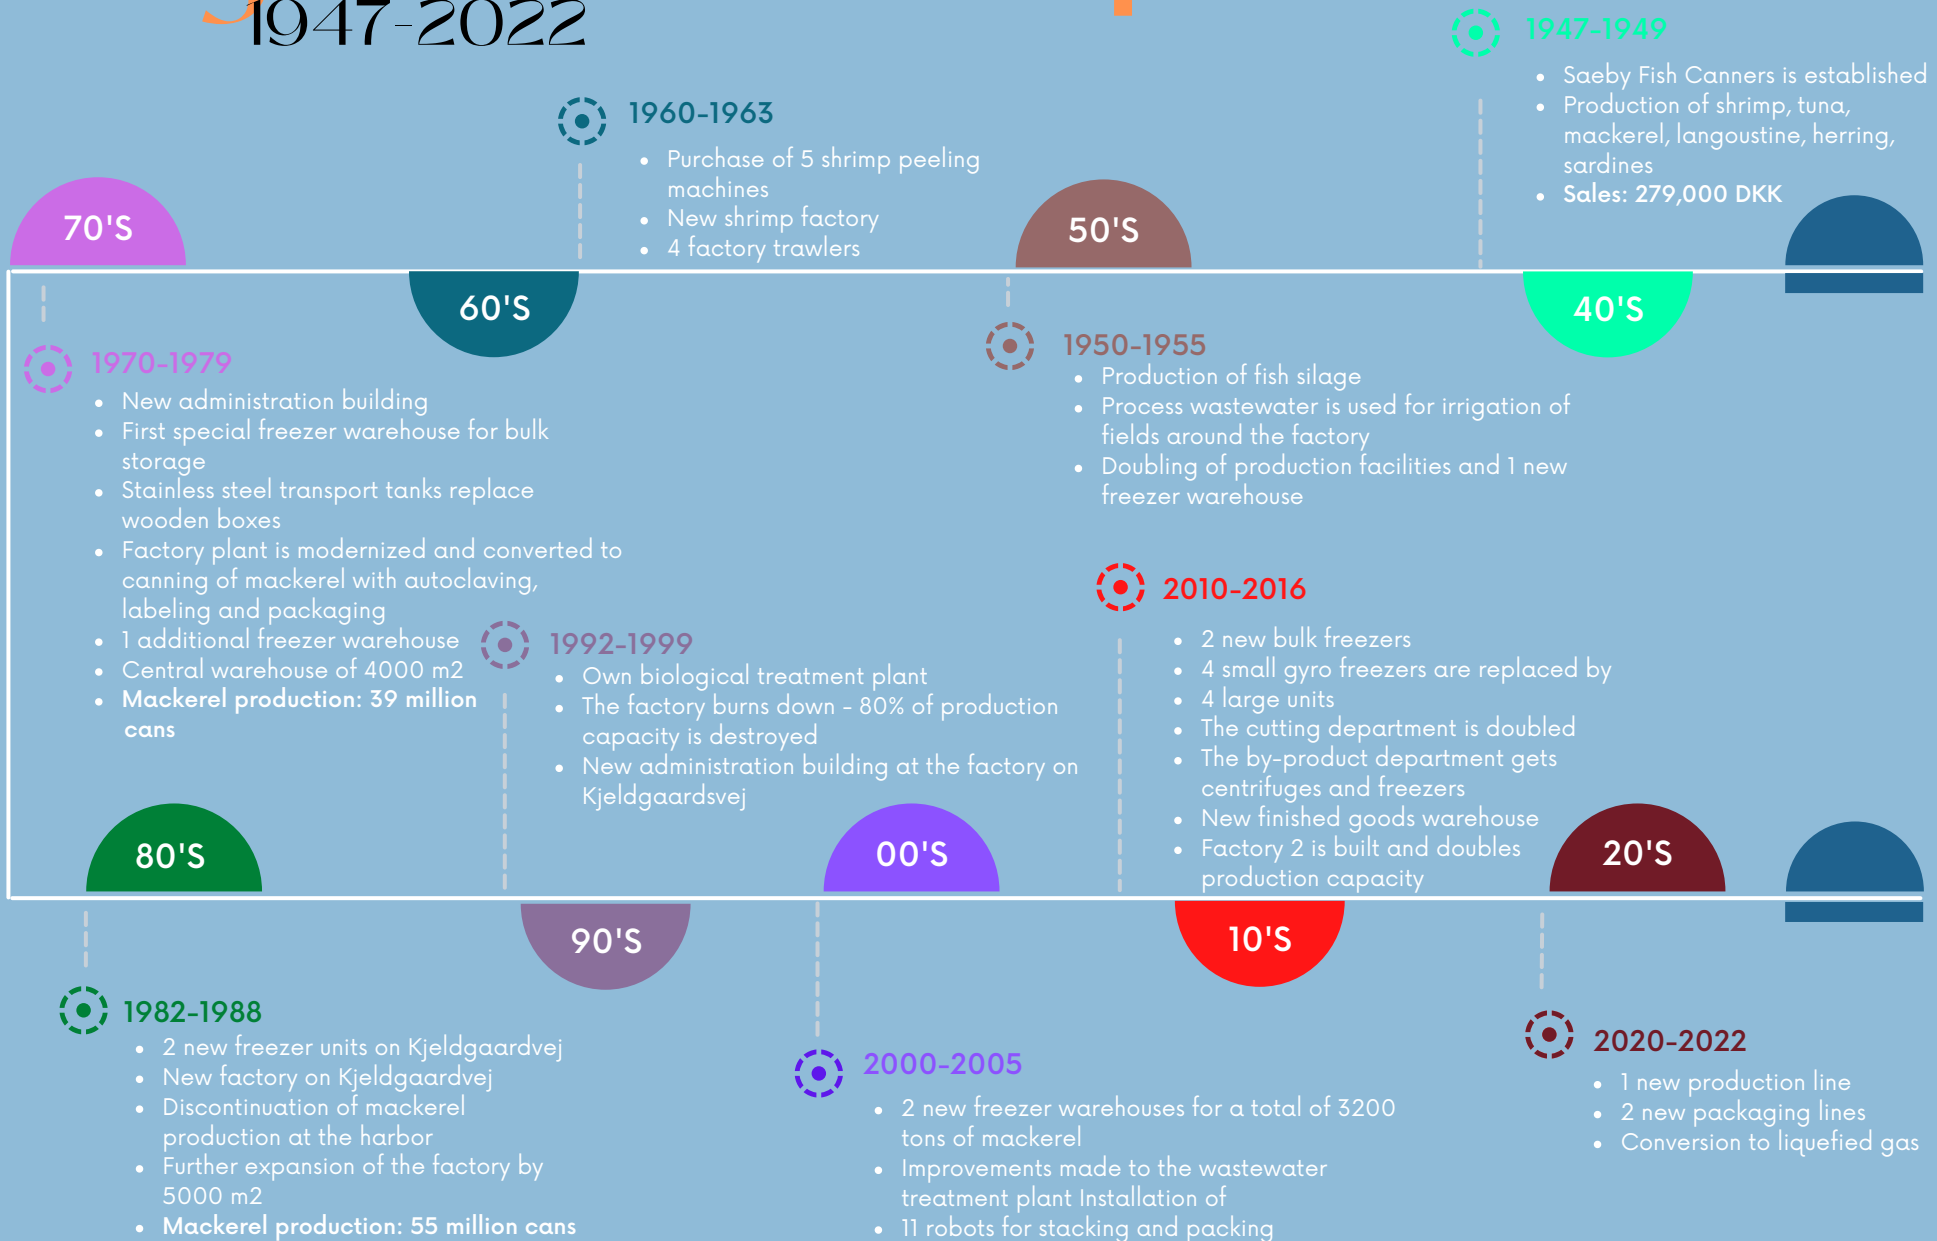 1947-2022
1947-1949
Saeby Fish Canners is established
Production of shrimp, tuna,
mackerel, langoustine, herring,
sardines
Sales: 279,000 DKK
40'S
50'S
1950-1955
Production of fish silage
Process wastewater is used for irrigation of
fields around the factory
Doubling of production facilities and 1 new
freezer warehouse
1960-1963
Purchase of 5 shrimp peeling
machines
New shrimp factory
4 factory trawlers
60'S
70'S
1970-1979
New administration building
First special freezer warehouse for bulk
storage
Stainless steel transport tanks replace
wooden boxes
Factory plant is modernized and converted to
canning of mackerel with autoclaving,
labeling and packaging
1 additional freezer warehouse
Central warehouse of 4000 m2
Mackerel production: 39 million
cans
80'S
1982-1988
2 new freezer units on Kjeldgaardvej
New factory on Kjeldgaardvej
Discontinuation of mackerel
production at the harbor
Further expansion of the factory by
5000 m2
Mackerel production: 55 million cans
1992-1999
Own biological treatment plant
The factory burns down - 80% of production
capacity is destroyed
New administration building at the factory on
Kjeldgaardsvej
90'S
00'S
2000-2005
2 new freezer warehouses for a total of 3200
tons of mackerel
Improvements made to the wastewater
treatment plant Installation of
11 robots for stacking and packing
2010-2016
2 new bulk freezers
4 small gyro freezers are replaced by
4 large units
The cutting department is doubled
The by-product department gets
centrifuges and freezers
New finished goods warehouse
Factory 2 is built and doubles
production capacity
10'S
20'S
2020-2022
1 new production line
2 new packaging lines
Conversion to liquefied gas